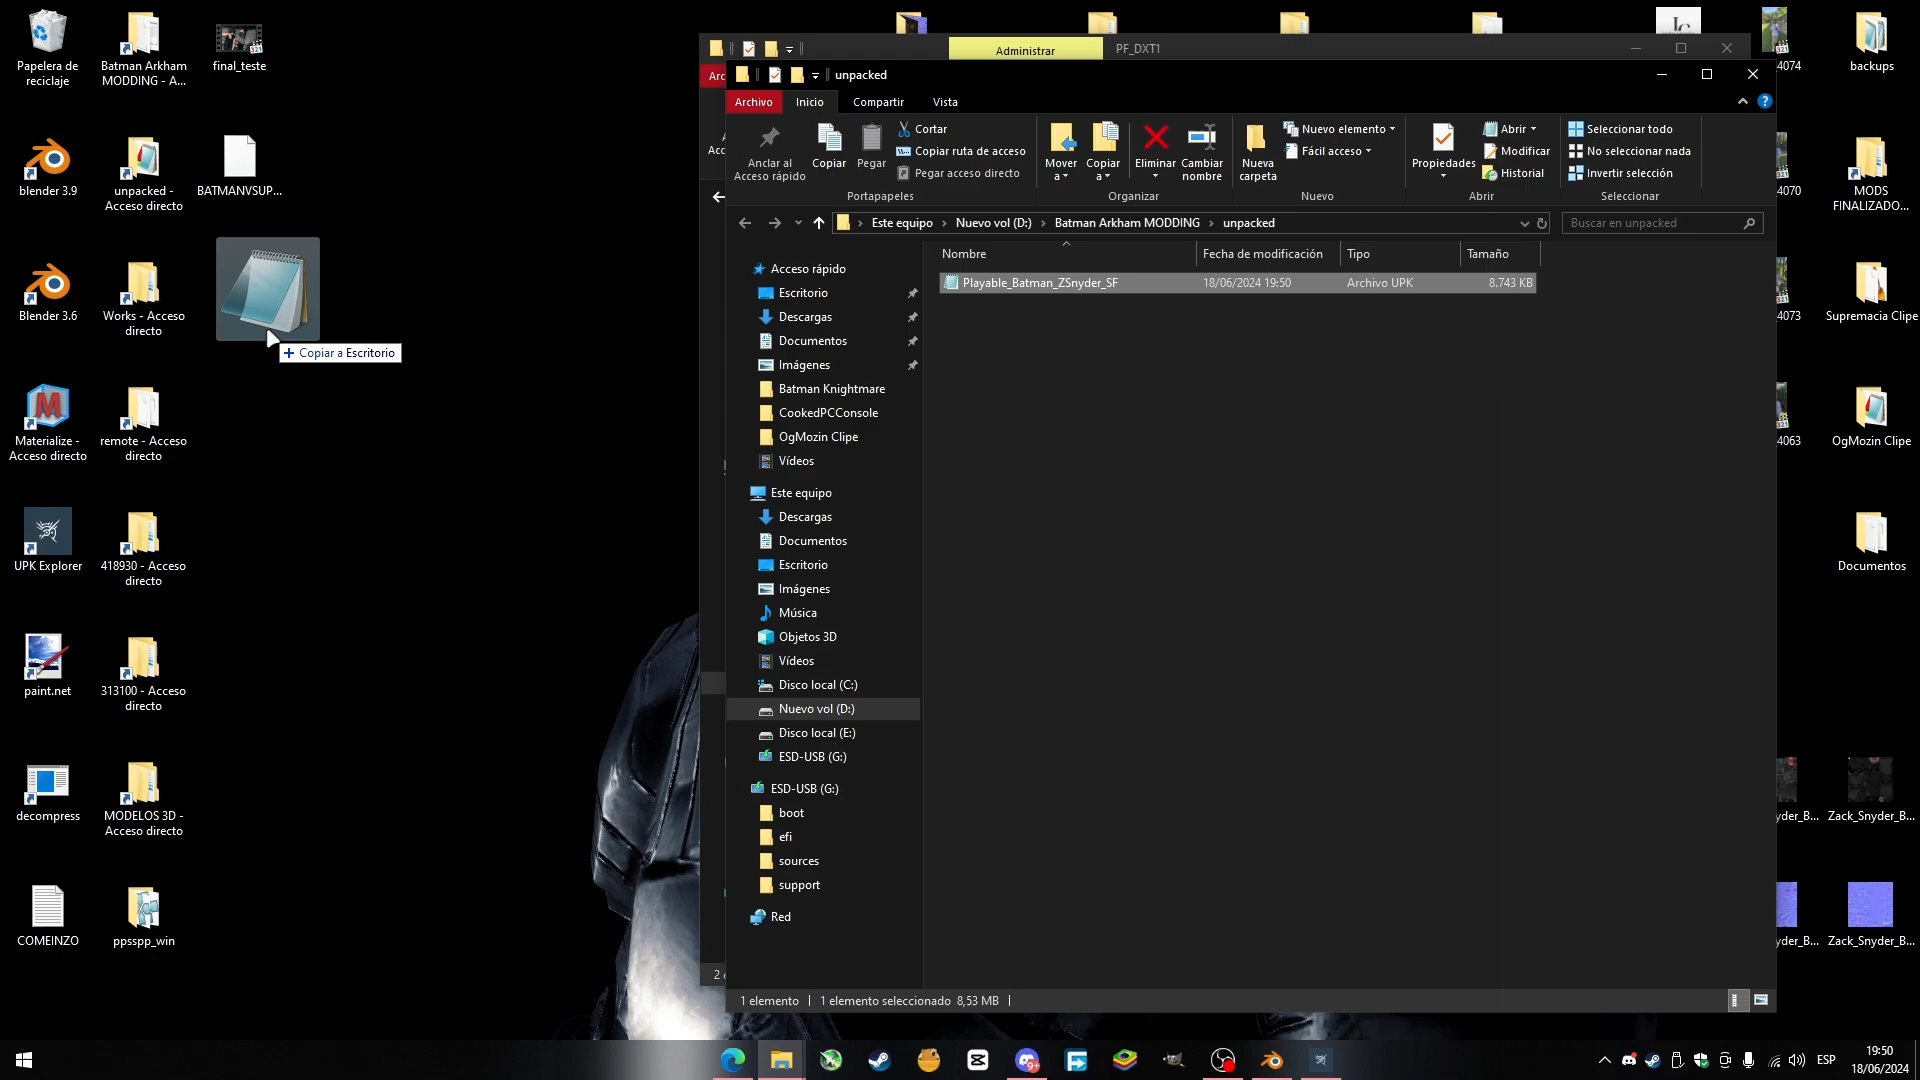 Papelera de
reciclaje
Batman Arkham
MODDING - A...
final_teste
blender 3.9
unpacked -
Acceso directo
BATMANVSUP...
Blender 3.6
Works - Acceso
directo
Copiar a Escritorio
Materialize -
Acceso directo
remote - Acceso
directo
UPK Explorer
418930 - Acceso
directo
paint.net
313100 - Acceso
directo
decompress
MODELOS 3D -
Acceso directo
COMEINZO
ppsspp_win
Administrar
PF_DXT1
Arc
unpacked
Archivo
Inicio
Compartir
Vista
Anclar al
Acceso rápido
Copiar
Pegar
Cortar
Copiar ruta de acceso
Pegar acceso directo
Portapapeles
Mover
a
Copiar
a
Eliminar
Cambiar
nombre
Organizar
Nueva
carpeta
Nuevo elemento
Fácil acceso
Nuevo
Propiedades
Abrir
Modificar
Historial
Abrir
Seleccionar todo
No seleccionar nada
Invertir selección
Seleccionar
Este equipo
Nuevo vol (D:)
Batman Arkham MODDING
unpacked
Buscar en unpacked
Nombre
Fecha de modificación
Tipo
Tamaño
Playable_Batman_ZSnyder_SF
18/06/2024 19:50
Archivo UPK
8.743 KB
Acceso rápido
Escritorio
Descargas
Documentos
Imágenes
Batman Knightmare
CookedPCConsole
OgMozin Clipe
Vídeos
Este equipo
Descargas
Documentos
Escritorio
Imágenes
Música
Objetos 3D
Vídeos
Disco local (C:)
Nuevo vol (D:)
Disco local (E:)
ESD-USB (G:)
ESD-USB (G:)
boot
efi
sources
support
Red
1 elemento
1 elemento seleccionado
8,53 MB
4074
backups
4070
MODS
FINALIZADO...
4073
Supremacia Clipe
4063
OgMozin Clipe
Documentos
yder_B...
Zack_Snyder_B...
yder_B...
Zack_Snyder_B...
ESP
19:50
18/06/2024